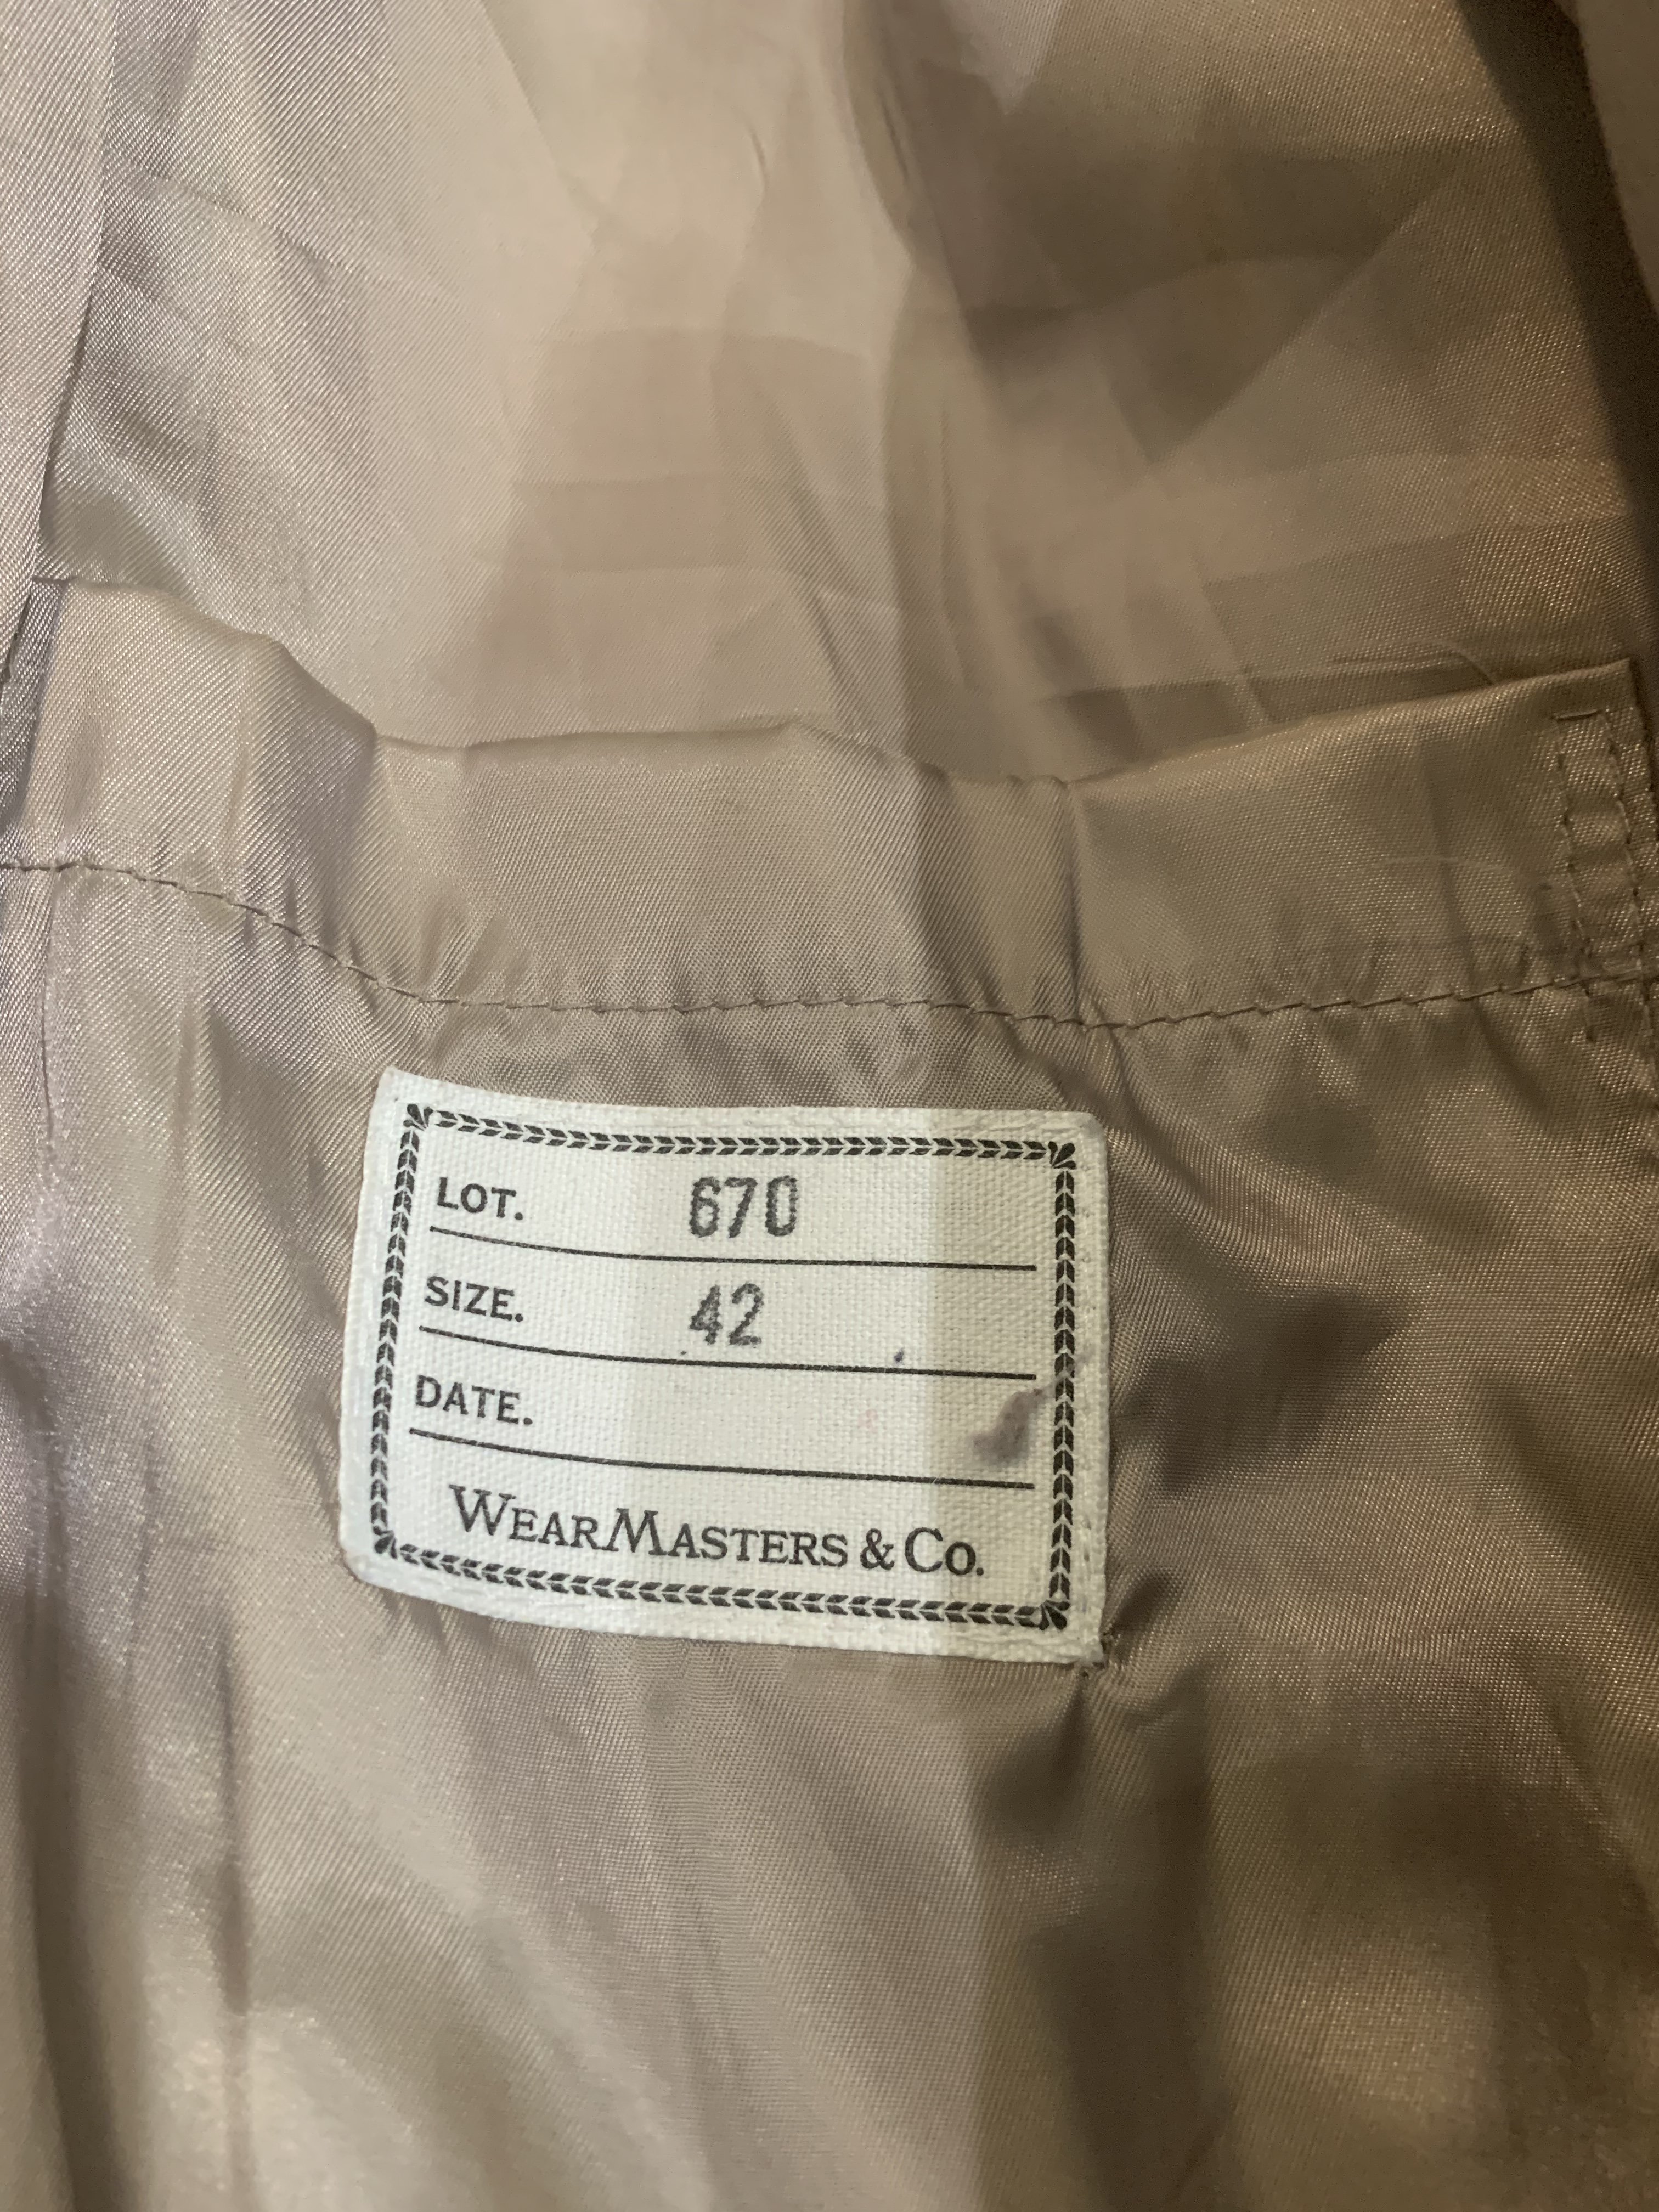 LOT. 670
SIZE. 42
DATE.
WEARMASTERS & CO.